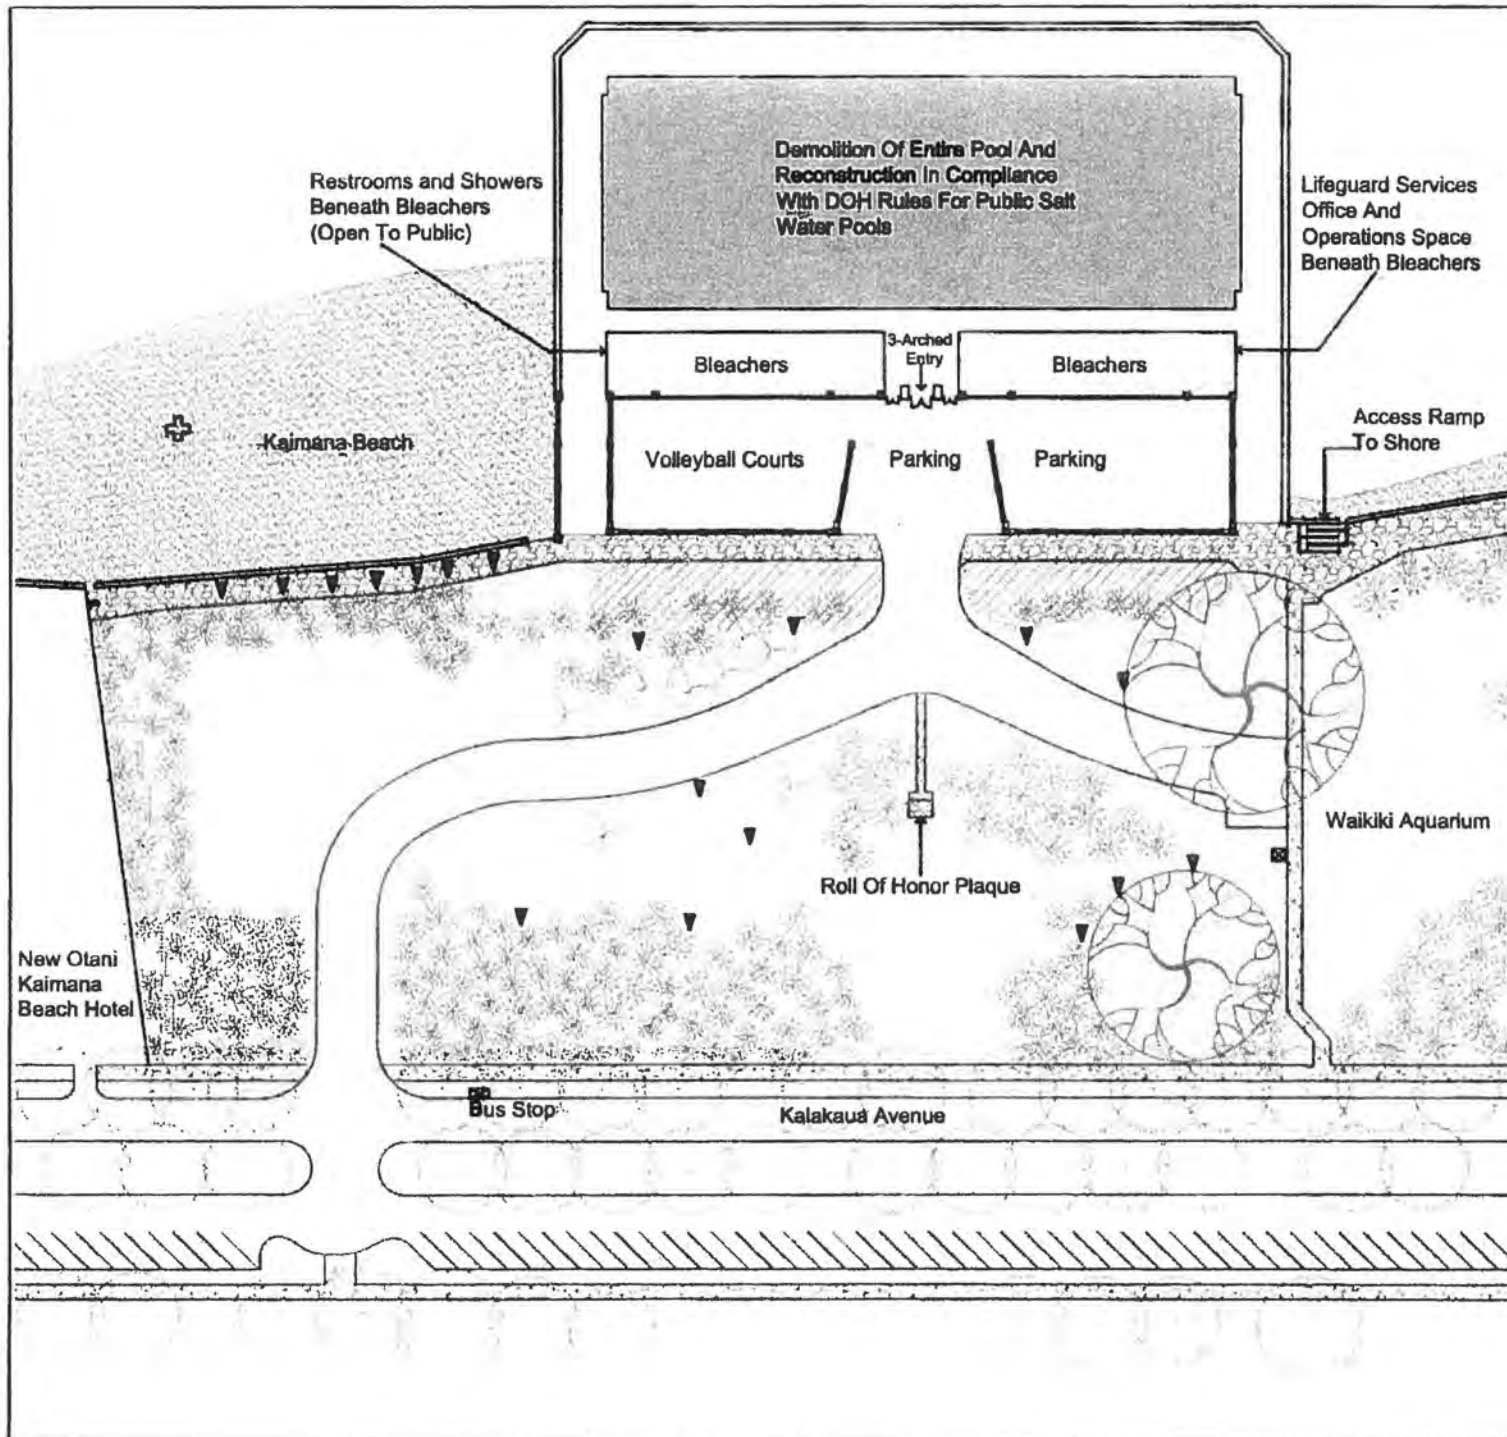 Demolition Of Entire Pool And
Reconstruction In Compliance
With DOH Rules For Public Salt
Water Pools
Restrooms and Showers
Beneath Bleachers
(Open To Public)
Lifeguard Services
Office And
Operations Space
Beneath Bleachers
3-Arched
Entry
Bleachers
Bleachers
Access Ramp
To Shore
Kaimana Beach
Volleyball Courts
Parking
Parking
Waikiki Aquarium
Roll Of Honor Plaque
New Otani
Kaimana
Beach Hotel
Bus Stop
Kalakaua Avenue